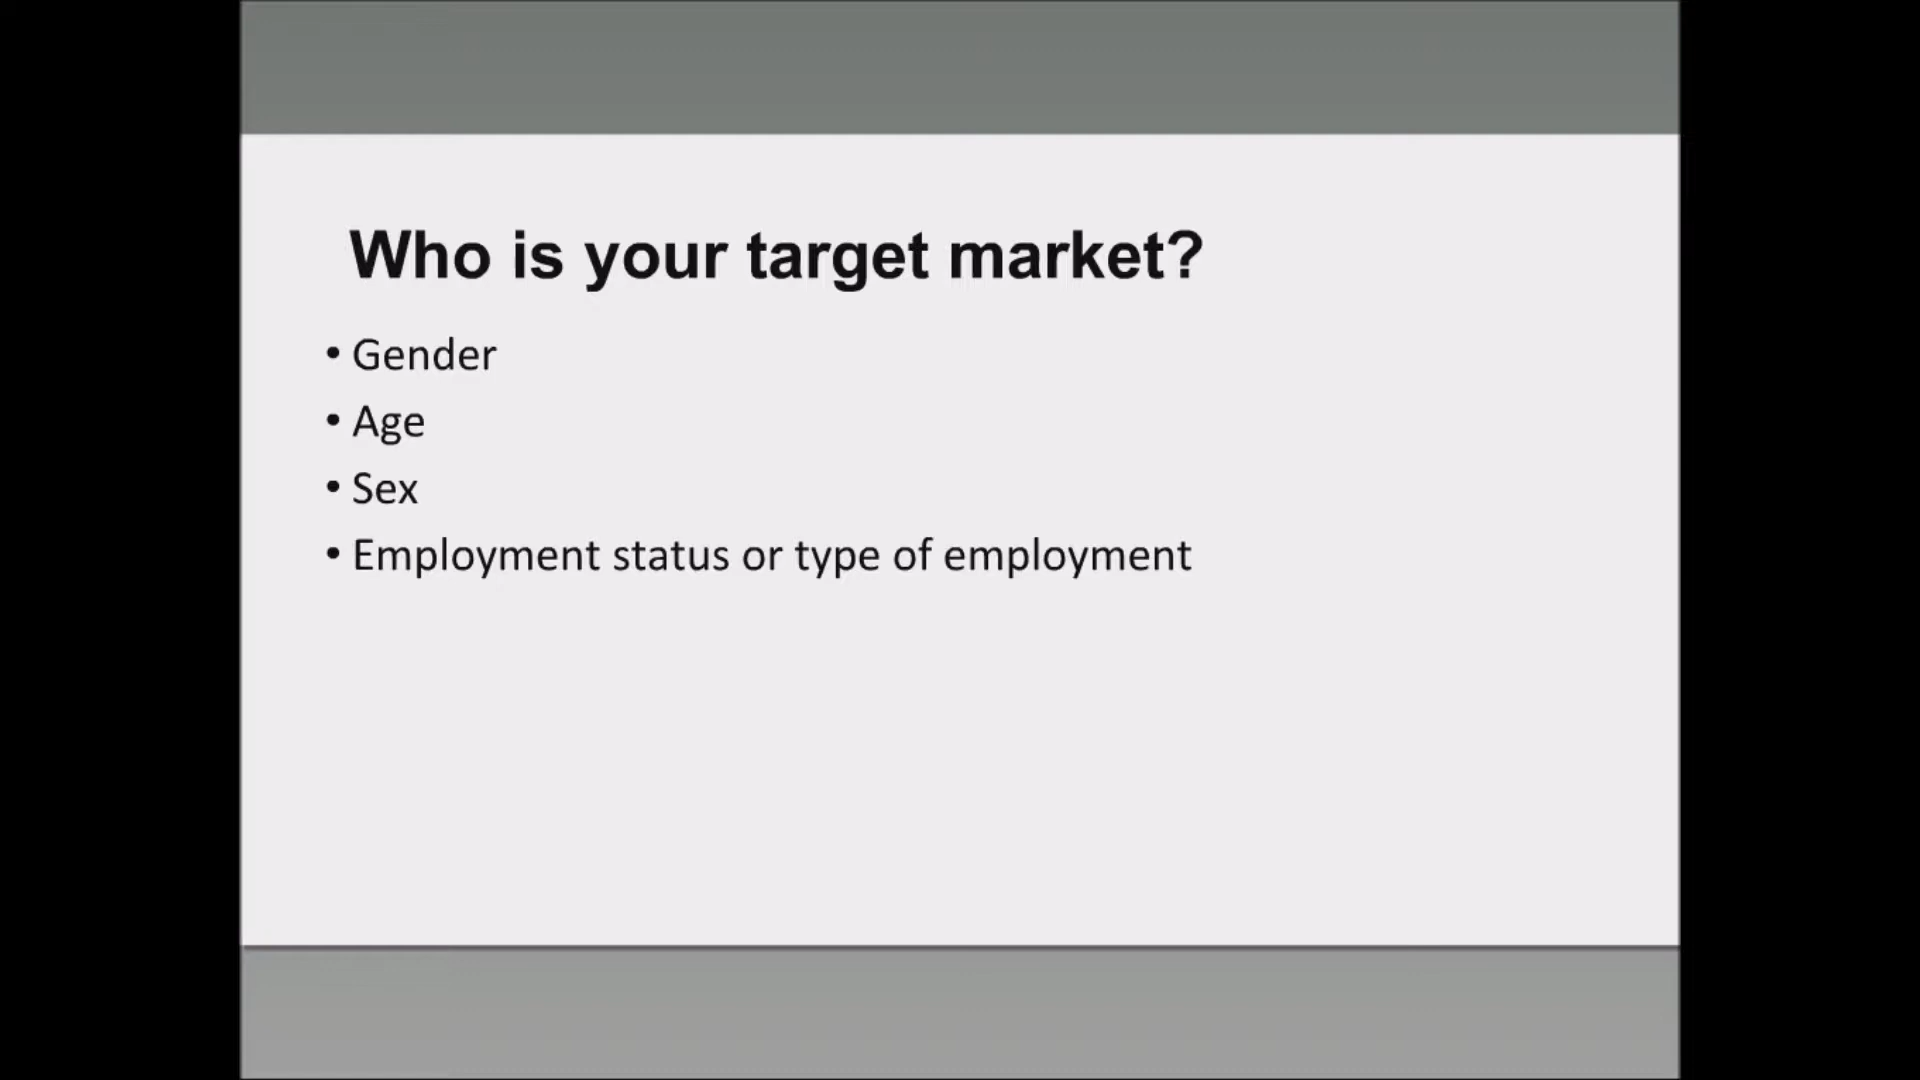 Who is your target market?
• Gender
• Age
• Sex
• Employment status or type of employment